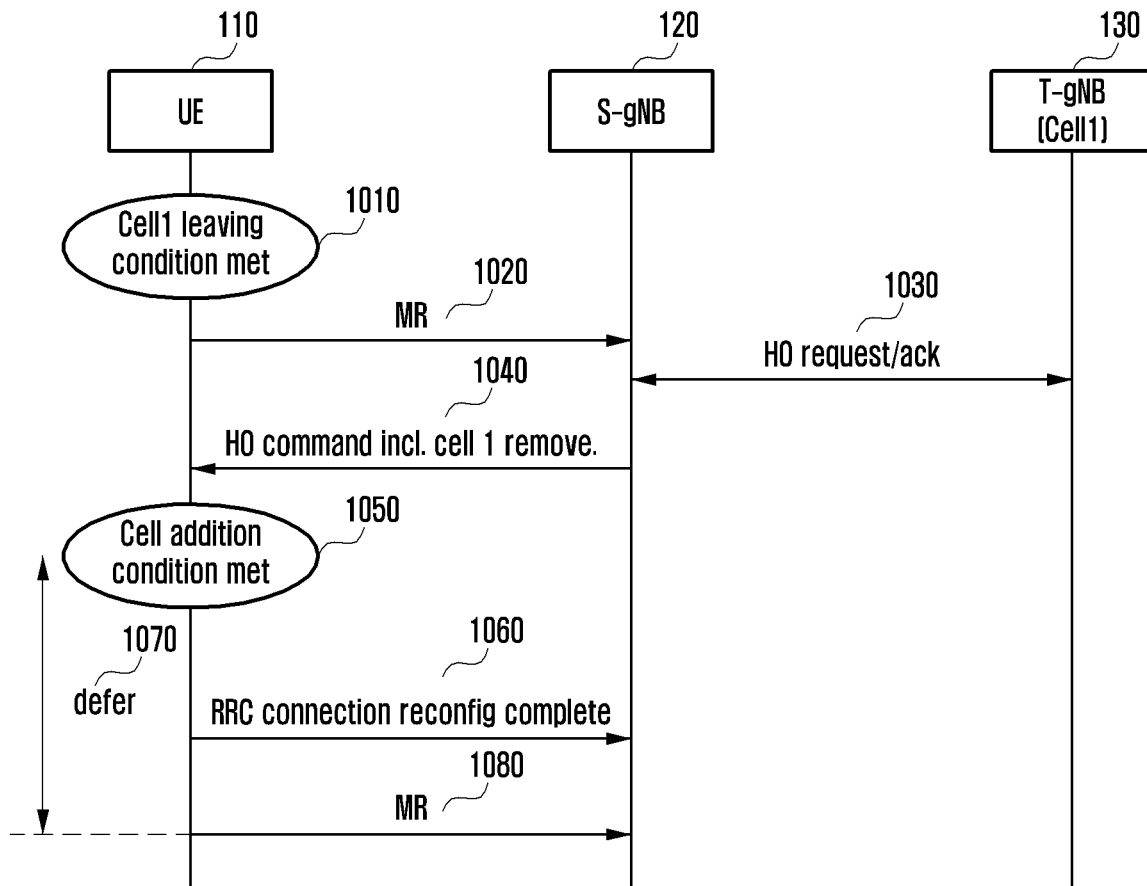 110
120
130
UE
S-gNB
T-gNB
(Cell1)
Cell1 leaving
condition met
1010
1020
MR
1030
HO request/ack
1040
HO command incl. cell 1 remove.
1050
Cell addition
condition met
1070
defer
1060
RRC connection reconfig complete
1080
MR